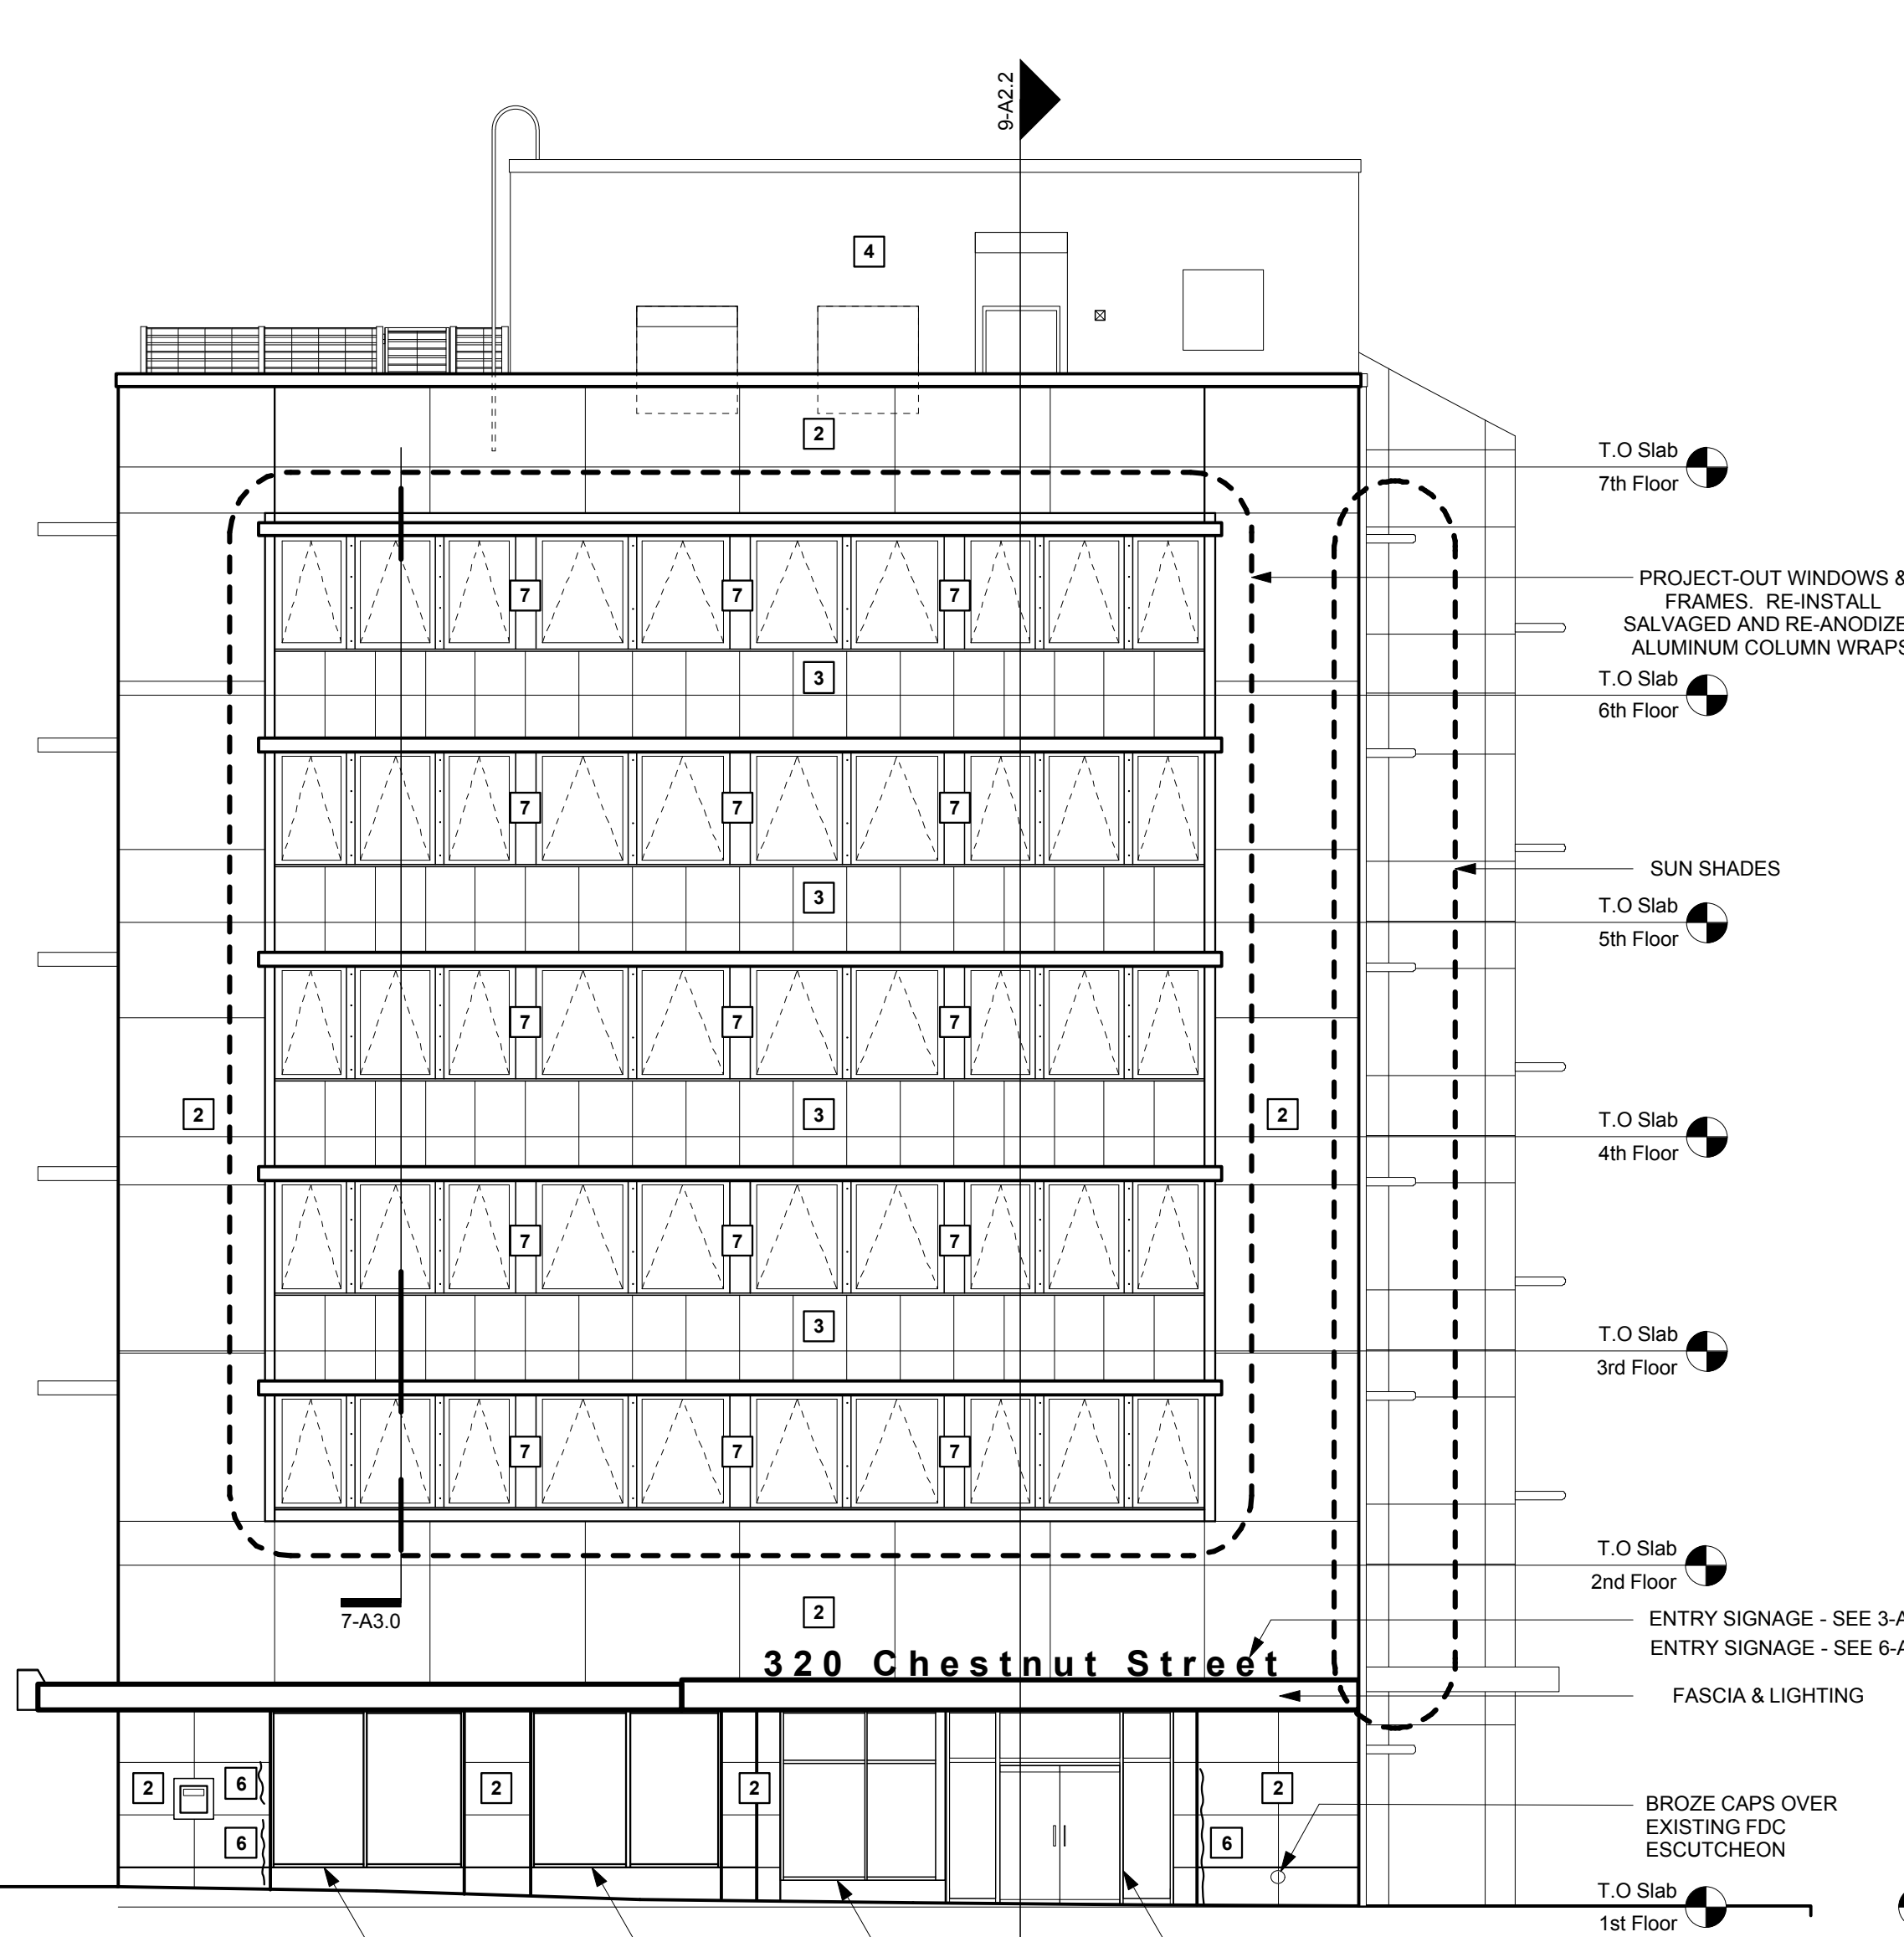 9-A2.2
4
2
T.O Slab
7th Floor
PROJECT-OUT WINDOWS &
FRAMES. RE-INSTALL
SALVAGED AND RE-ANODIZE
ALUMINUM COLUMN WRAPS
7 7 7
3
T.O Slab
6th Floor
7 7 7
SUN SHADES
3
T.O Slab
5th Floor
7 7 7
2 3 2
T.O Slab
4th Floor
7 7 7
3
T.O Slab
3rd Floor
7 7 7
T.O Slab
2nd Floor
2
7-A3.0
ENTRY SIGNAGE - SEE 3-A
ENTRY SIGNAGE - SEE 6-A
320 Chestnut Street
FASCIA & LIGHTING
2 6 2 2 2
6 6
BROZE CAPS OVER
EXISTING FDC
ESCUTCHEON
T.O Slab
1st Floor